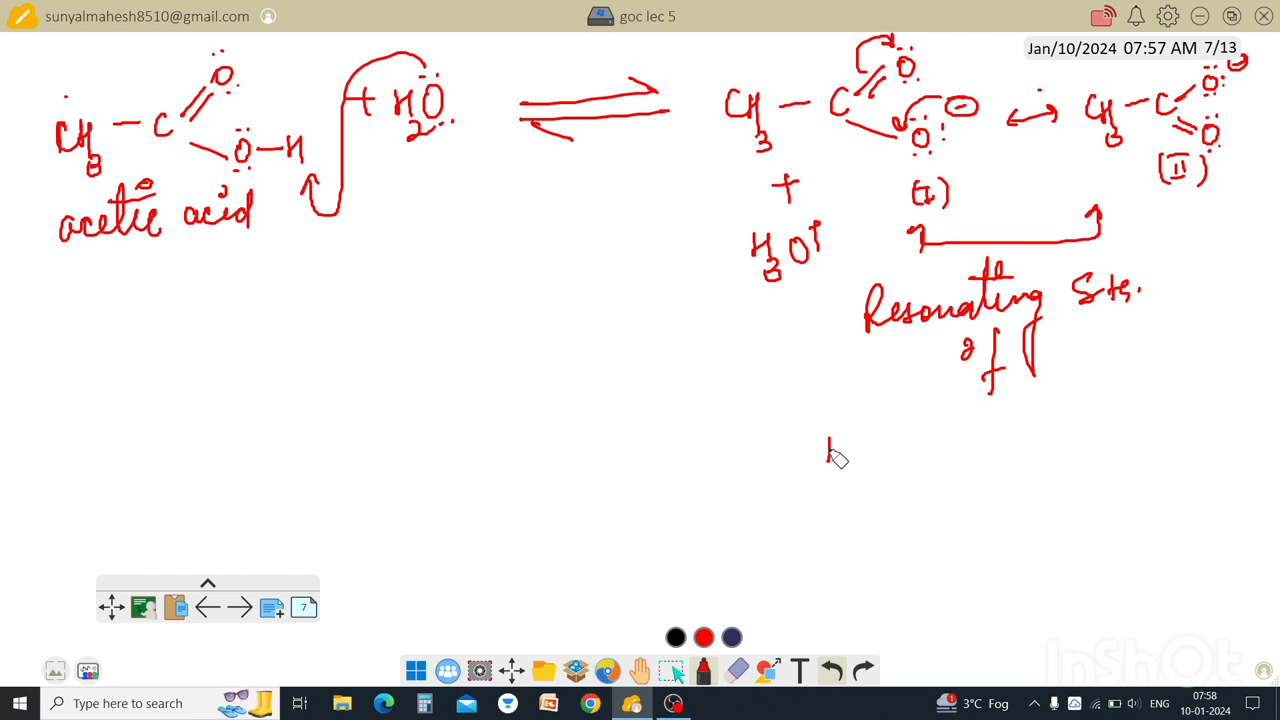 sunyalmahesh8510@gmail.com
goc lec 5
Jan/10/2024 07:57 AM 7/13
CH3 — C
O
O — H
+ H2O
CH3 — C
O
O
CH3 — C
O
O
(I)
(II)
+
H3O+
acetic acid
Resonating Str.
of
7
InShOt
Type here to search
3°C Fog
ENG
07:58
10-01-2024